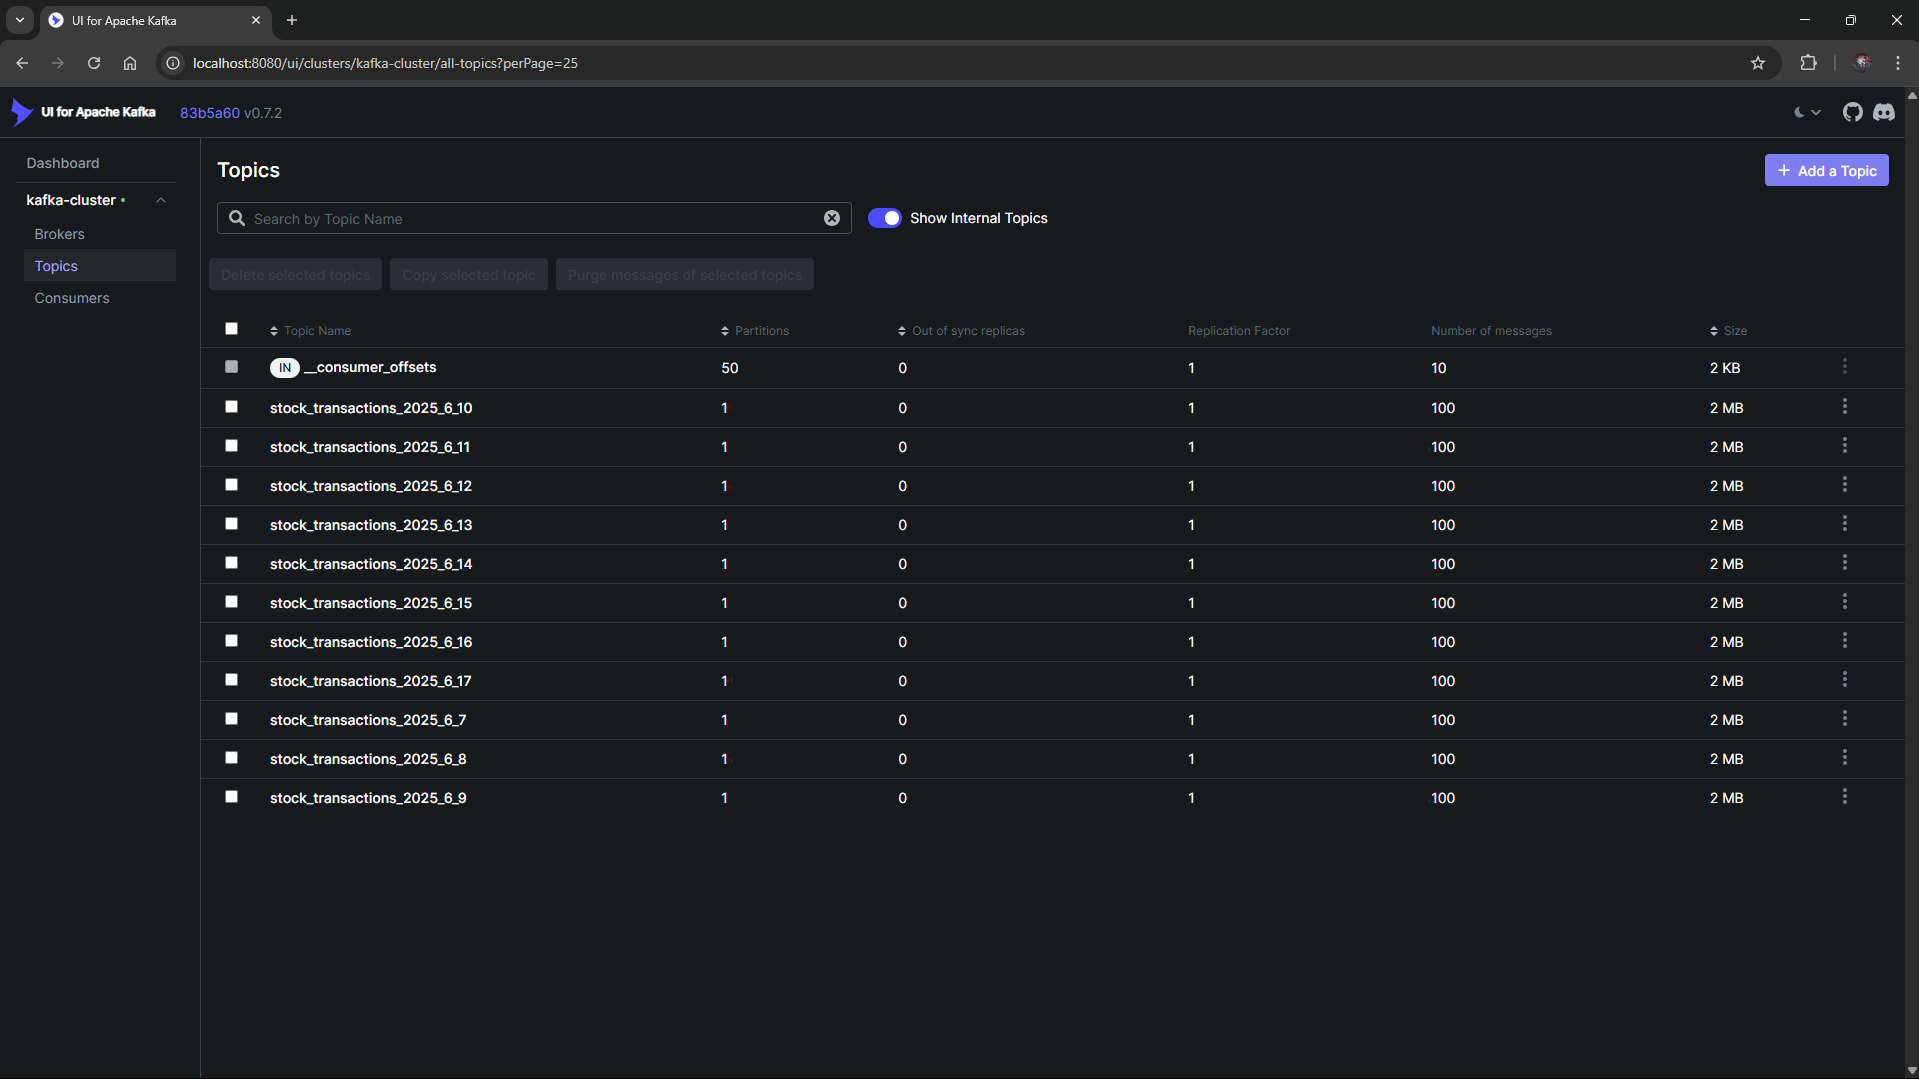 UI for Apache Kafka
localhost:8080/ui/clusters/kafka-cluster/all-topics?perPage=25
UI for Apache Kafka 83b5a60 v0.7.2
Dashboard
kafka-cluster
Brokers
Topics
Consumers
Topics
Add a Topic
Search by Topic Name
Show Internal Topics
Delete selected topics Copy selected topic Purge messages of selected topics
Topic Name Partitions Out of sync replicas Replication Factor Number of messages Size
IN __consumer_offsets 50 0 1 10 2 KB
stock_transactions_2025_6_10 1 0 1 100 2 MB
stock_transactions_2025_6_11 1 0 1 100 2 MB
stock_transactions_2025_6_12 1 0 1 100 2 MB
stock_transactions_2025_6_13 1 0 1 100 2 MB
stock_transactions_2025_6_14 1 0 1 100 2 MB
stock_transactions_2025_6_15 1 0 1 100 2 MB
stock_transactions_2025_6_16 1 0 1 100 2 MB
stock_transactions_2025_6_17 1 0 1 100 2 MB
stock_transactions_2025_6_7 1 0 1 100 2 MB
stock_transactions_2025_6_8 1 0 1 100 2 MB
stock_transactions_2025_6_9 1 0 1 100 2 MB